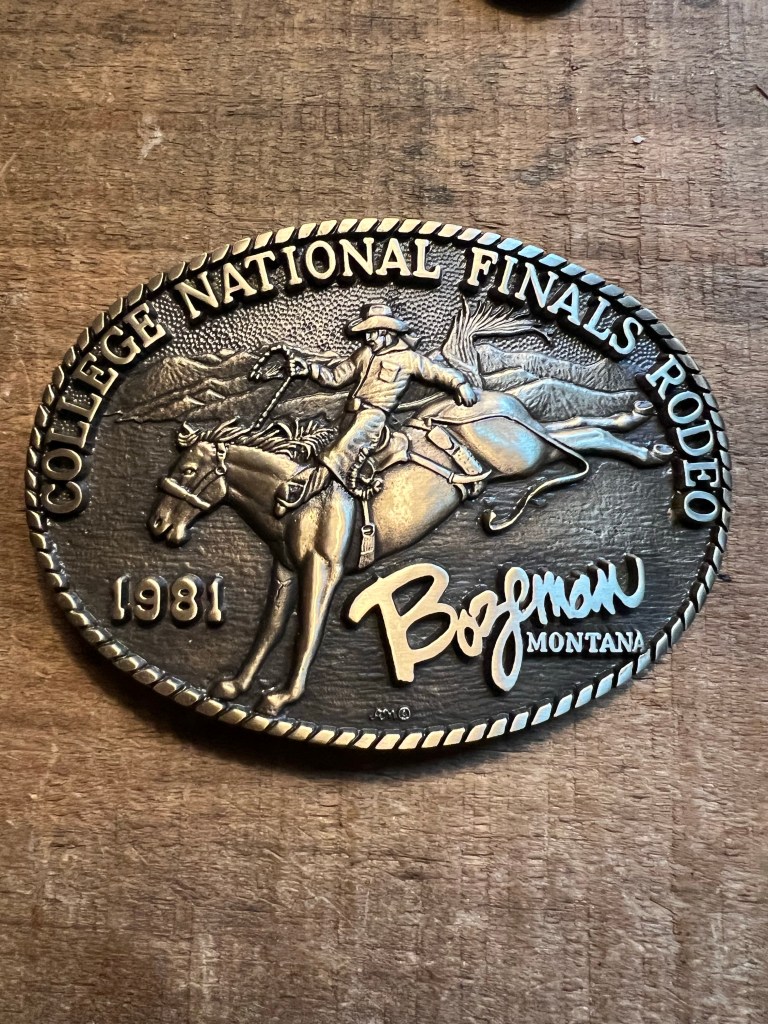 COLLEGE NATIONAL FINALS RODEO
1981
Bozeman
MONTANA